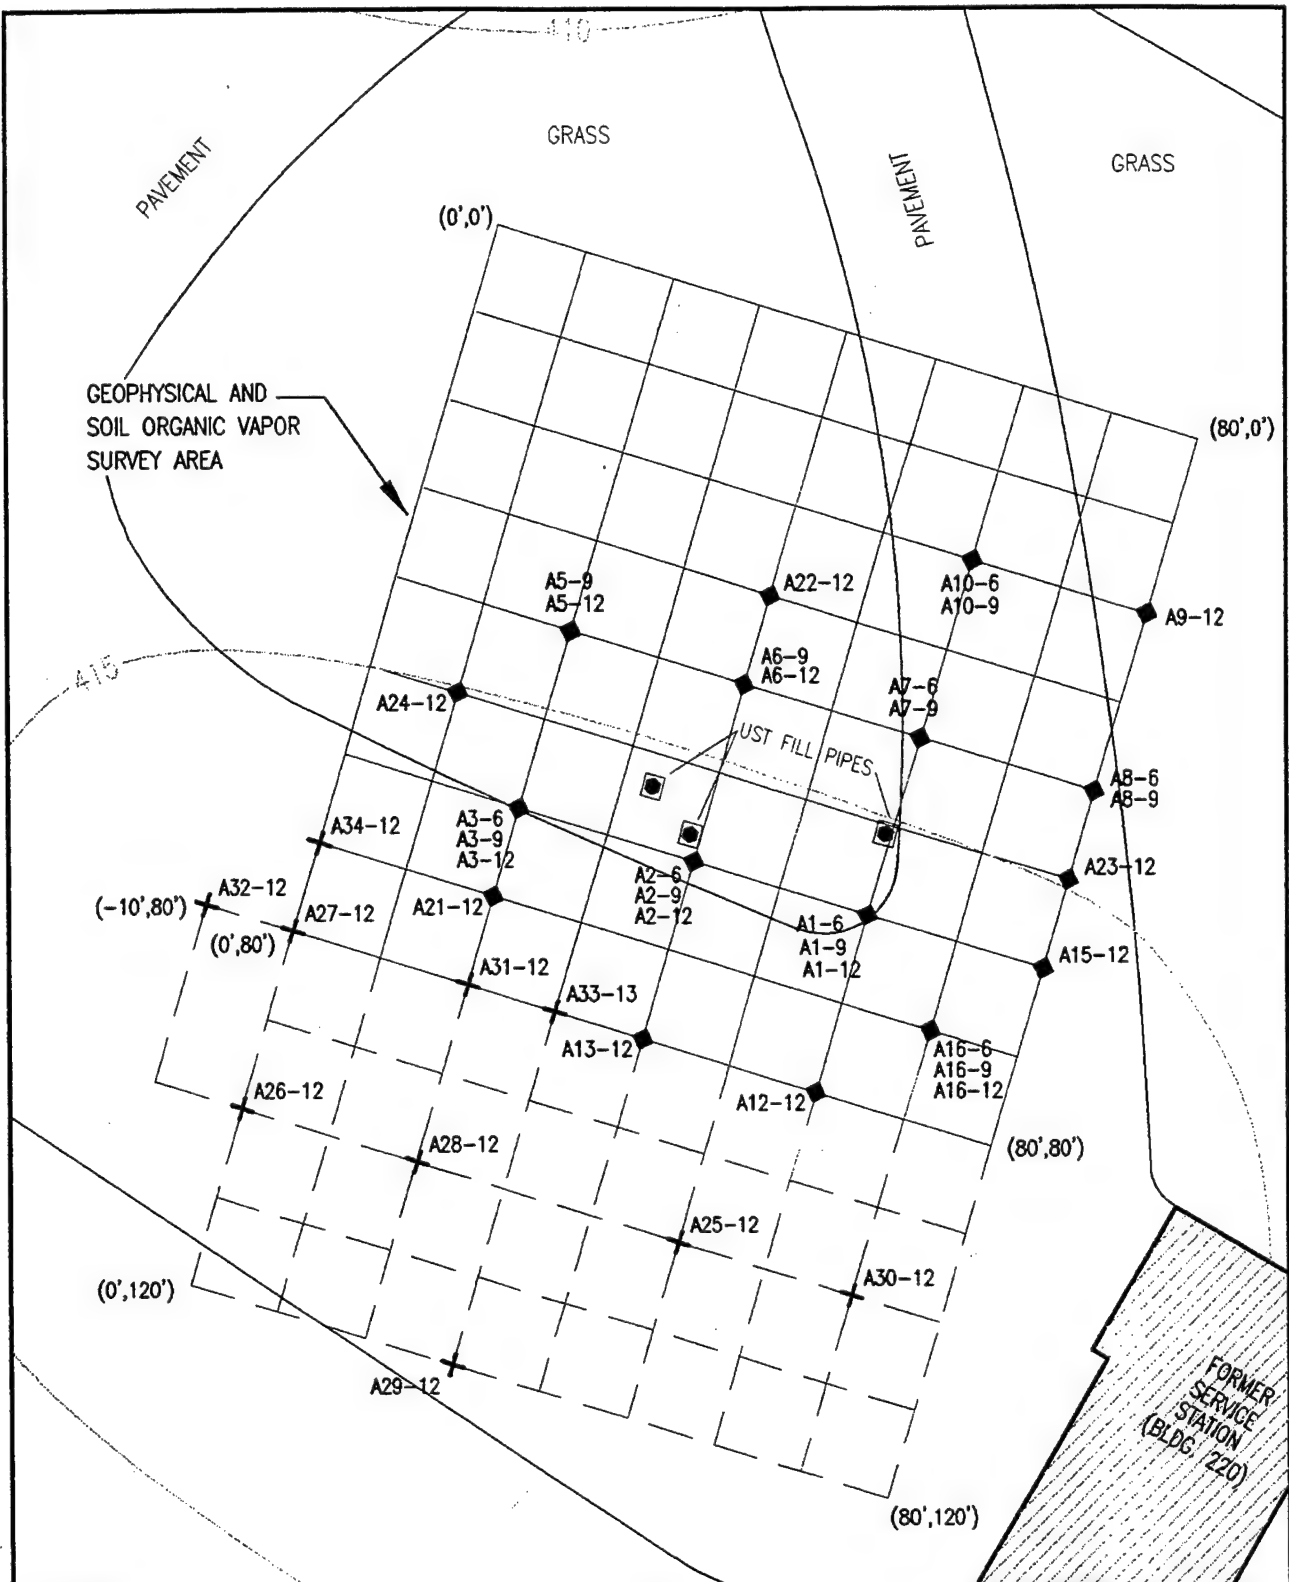 410
GRASS
PAVEMENT
PAVEMENT
GRASS
(0',0')
GEOPHYSICAL AND
SOIL ORGANIC VAPOR
SURVEY AREA
(80',0')
A5-9
A5-12
A22-12
A10-6
A10-9
A9-12
A6-9
A6-12
A7-6
A7-9
415
A24-12
UST FILL PIPES
A8-6
A8-9
A34-12
A3-6
A3-9
A3-12
A2-6
A2-9
A2-12
A23-12
A32-12
(-10',80')
A27-12
(0',80')
A21-12
A1-6
A1-9
A1-12
A15-12
A31-12
A33-13
A13-12
A16-6
A16-9
A16-12
A26-12
A12-12
A28-12
(80',80')
A25-12
A30-12
(0',120')
A29-12
FORMER
SERVICE
STATION
(BLDG. 220)
(80',120')